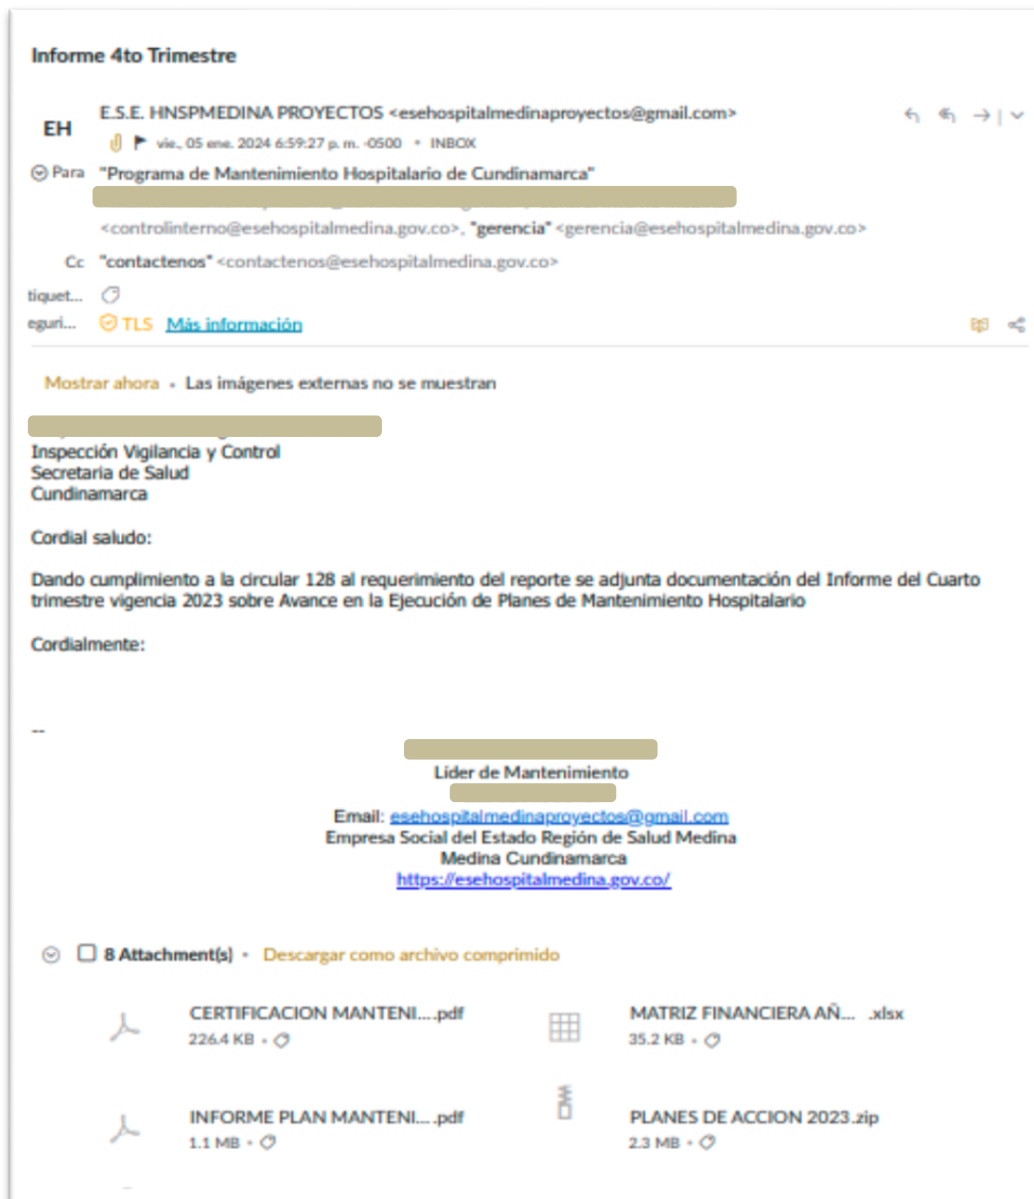 Informe 4to Trimestre
EH
E.S.E. HNSPMEDINA PROYECTOS <esehospitalmedinaproyectos@gmail.com>
vie., 05 ene. 2024 6:59:27 p. m. -0500 • INBOX
Para "Programa de Mantenimiento Hospitalario de Cundinamarca"
<controlinterno@esehospitalmedina.gov.co>, "gerencia" <gerencia@esehospitalmedina.gov.co>
Cc "contactenos" <contactenos@esehospitalmedina.gov.co>
tiquet...
eguri... TLS Más información
Mostrar ahora • Las imágenes externas no se muestran
Inspección Vigilancia y Control
Secretaria de Salud
Cundinamarca
Cordial saludo:
Dando cumplimiento a la circular 128 al requerimiento del reporte se adjunta documentación del Informe del Cuarto
trimestre vigencia 2023 sobre Avance en la Ejecución de Planes de Mantenimiento Hospitalario
Cordialmente:
--
Líder de Mantenimiento
Email: esehospitalmedinaproyectos@gmail.com
Empresa Social del Estado Región de Salud Medina
Medina Cundinamarca
https://esehospitalmedina.gov.co/
8 Attachment(s) • Descargar como archivo comprimido
CERTIFICACION MANTENI....pdf
226.4 KB •
MATRIZ FINANCIERA AÑ... .xlsx
35.2 KB •
INFORME PLAN MANTENI....pdf
1.1 MB •
PLANES DE ACCION 2023.zip
2.3 MB •